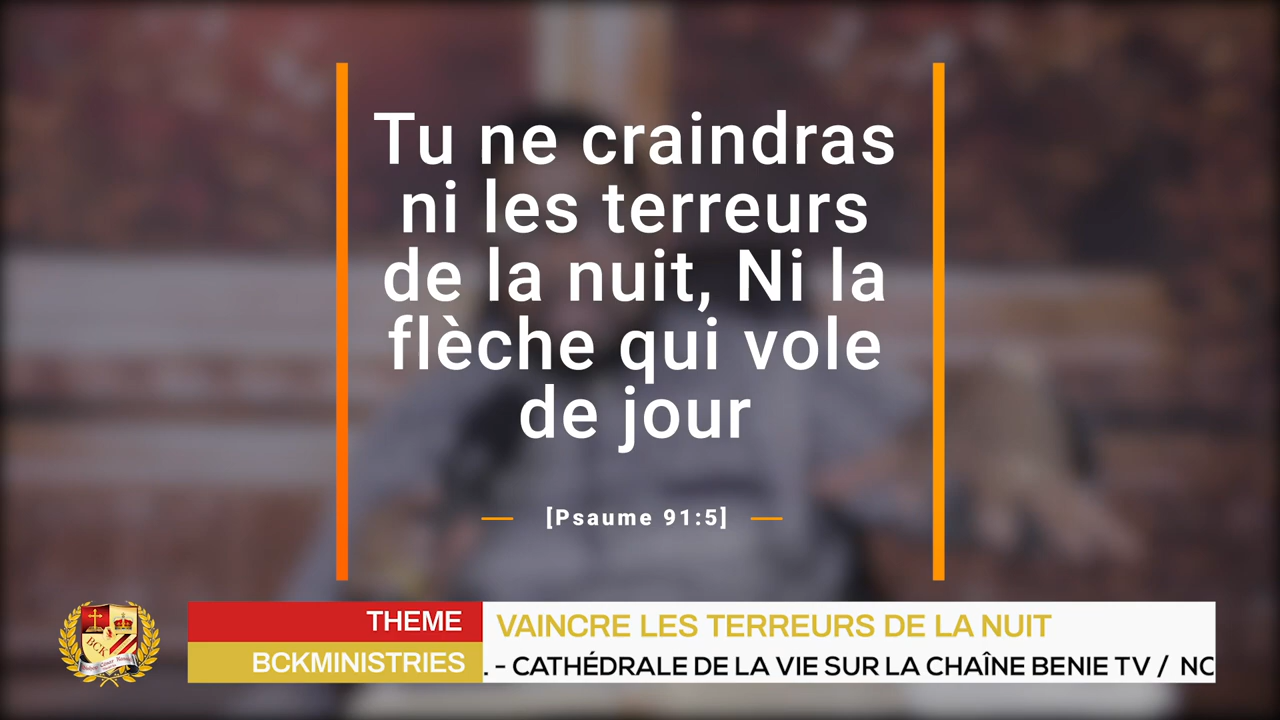 Tu ne craindras
ni les terreurs
de la nuit, Ni la
flèche qui vole
de jour
[Psaume 91:5]
THEME
VAINCRE LES TERREURS DE LA NUIT
BCKMINISTRIES
. - CATHÉDRALE DE LA VIE SUR LA CHAÎNE BENIE TV /
BCK